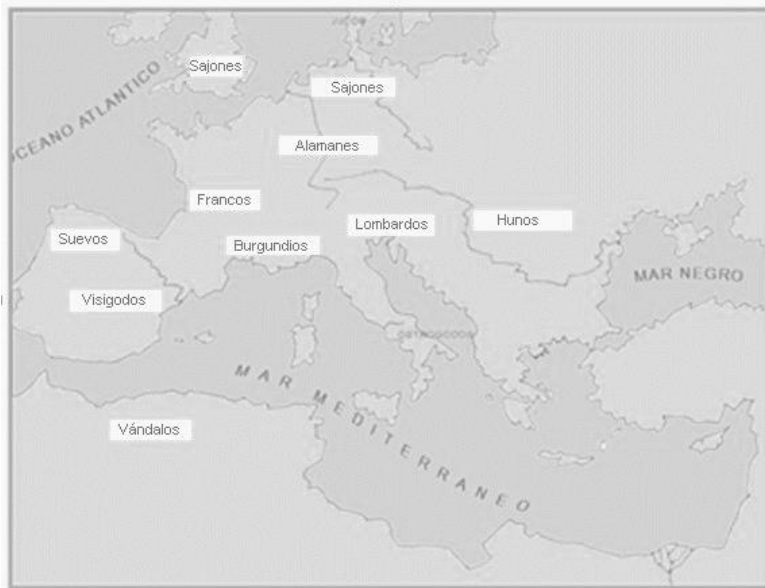 Sajones
Sajones
OCEANO ATLANTICO
Alamanes
Francos
Lombardos
Hunos
Suevos
Burgundios
MAR NEGRO
Visigodos
MAR MEDITERRANEO
Vándalos